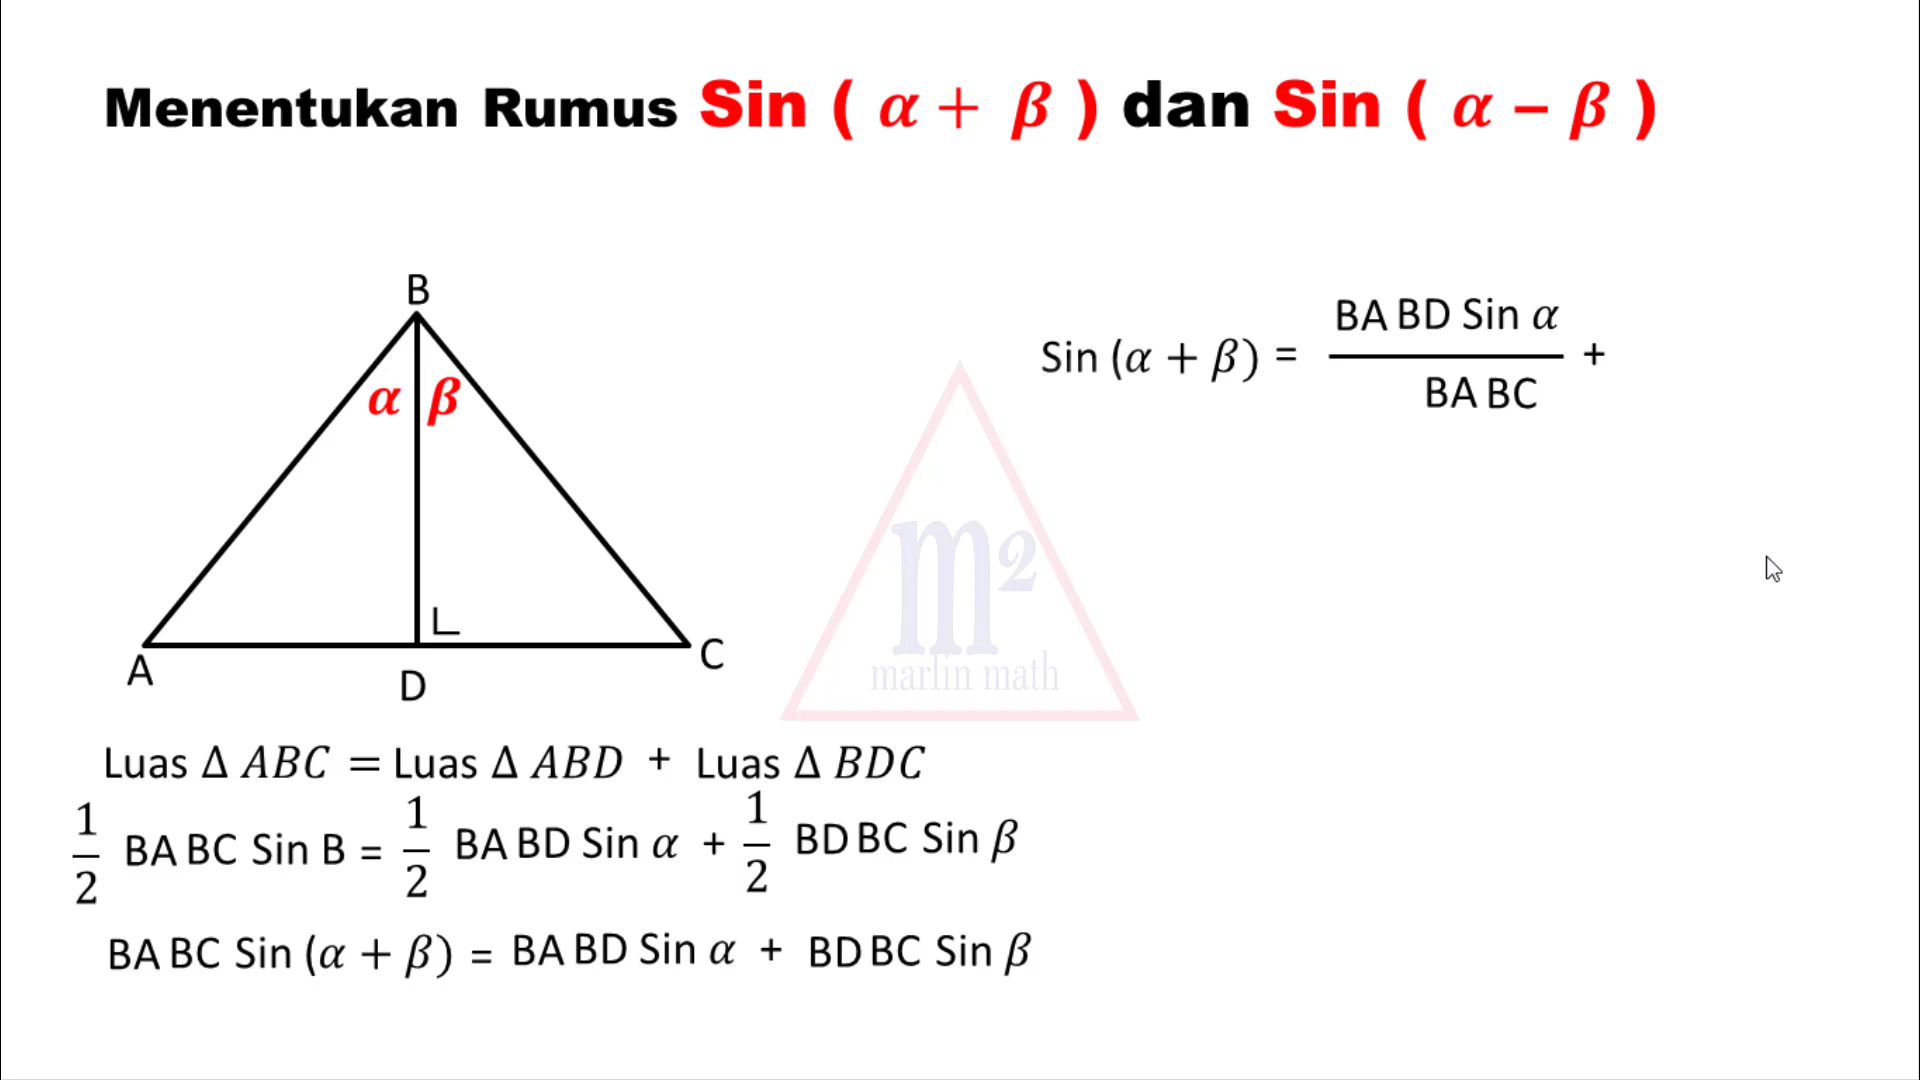 Menentukan Rumus Sin ( α + β ) dan Sin ( α – β )
B
α β
A
D
C
Sin (α + β) = BA BD Sin α / BA BC +
m²
marlin math
Luas Δ ABC = Luas Δ ABD + Luas Δ BDC
1/2 BA BC Sin B = 1/2 BA BD Sin α + 1/2 BD BC Sin β
BA BC Sin (α + β) = BA BD Sin α + BD BC Sin β